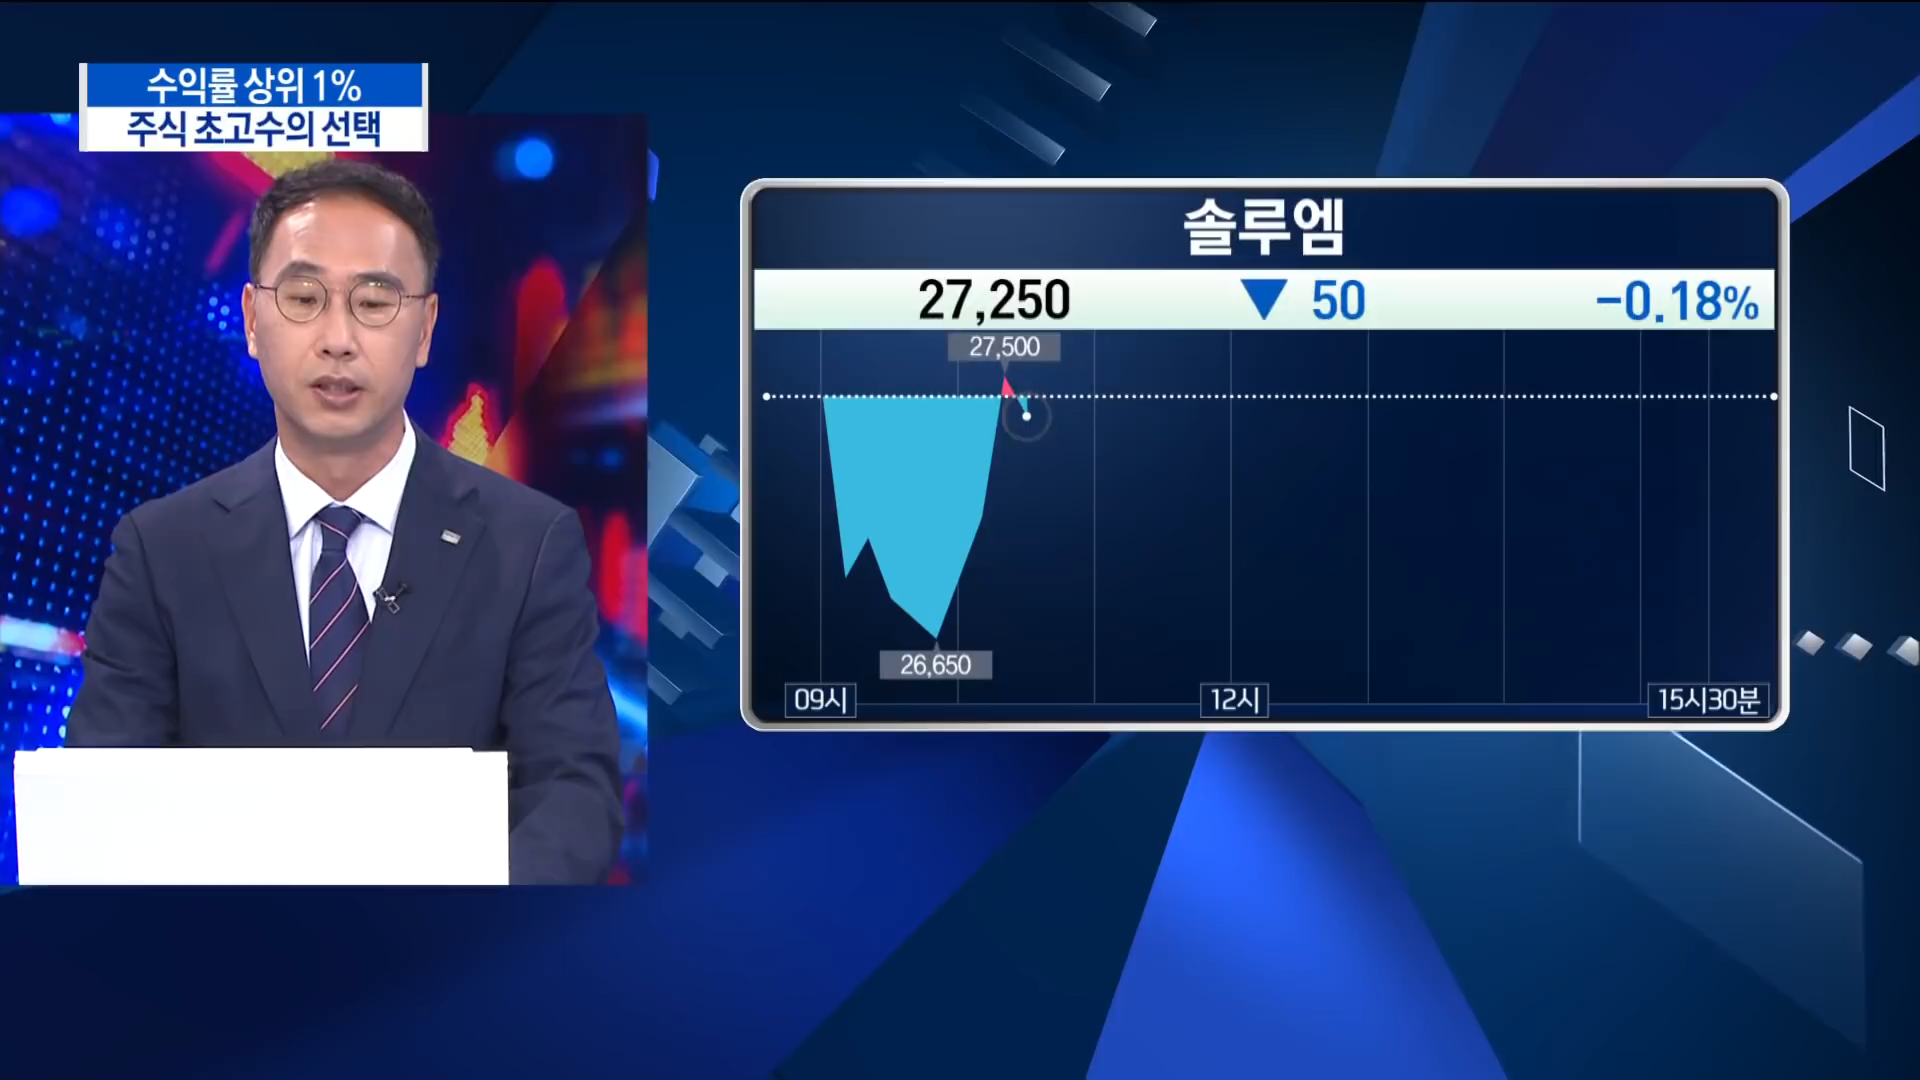 수익률 상위 1%
주식 초고수의 선택
솔루엠
27,250 ▼ 50 -0.18%
27,500
26,650
09시 12시 15시30분